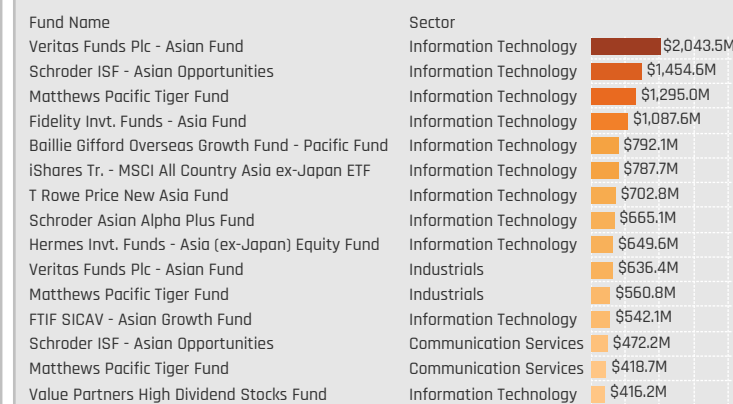 Fund Name Sector
Veritas Funds Plc - Asian Fund Information Technology $2,043.5M
Schroder ISF - Asian Opportunities Information Technology $1,454.6M
Matthews Pacific Tiger Fund Information Technology $1,295.0M
Fidelity Invt. Funds - Asia Fund Information Technology $1,087.6M
Baillie Gifford Overseas Growth Fund - Pacific Fund Information Technology $792.1M
iShares Tr. - MSCI All Country Asia ex-Japan ETF Information Technology $787.7M
T Rowe Price New Asia Fund Information Technology $702.8M
Schroder Asian Alpha Plus Fund Information Technology $665.1M
Hermes Invt. Funds - Asia (ex-Japan) Equity Fund Information Technology $649.6M
Veritas Funds Plc - Asian Fund Industrials $636.4M
Matthews Pacific Tiger Fund Industrials $560.8M
FTIF SICAV - Asian Growth Fund Information Technology $542.1M
Schroder ISF - Asian Opportunities Communication Services $472.2M
Matthews Pacific Tiger Fund Communication Services $418.7M
Value Partners High Dividend Stocks Fund Information Technology $416.2M